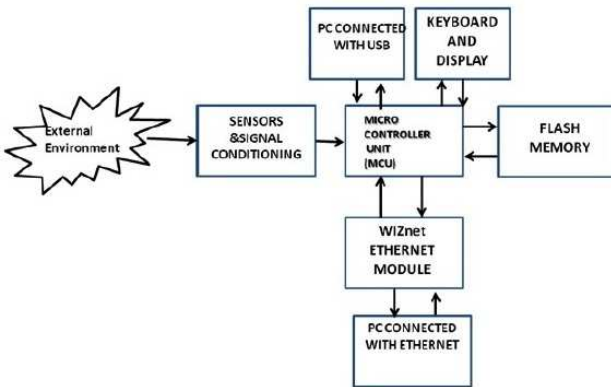 PC CONNECTED
WITH USB
KEYBOARD
AND
DISPLAY
External
Environment
SENSORS
&SIGNAL
CONDITIONING
MICRO
CONTROLLER
UNIT
(MCU)
FLASH
MEMORY
WIZnet
ETHERNET
MODULE
PC CONNECTED
WITH ETHERNET